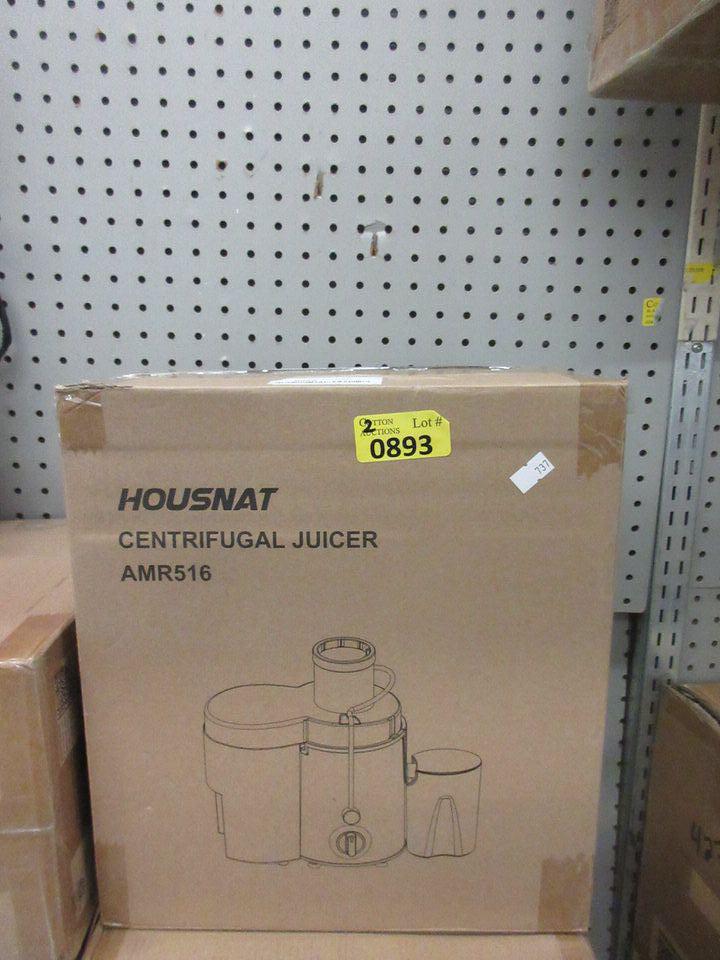 2
COTTON Lot #
AUCTIONS
0893
737
HOUSNAT
CENTRIFUGAL JUICER
AMR516